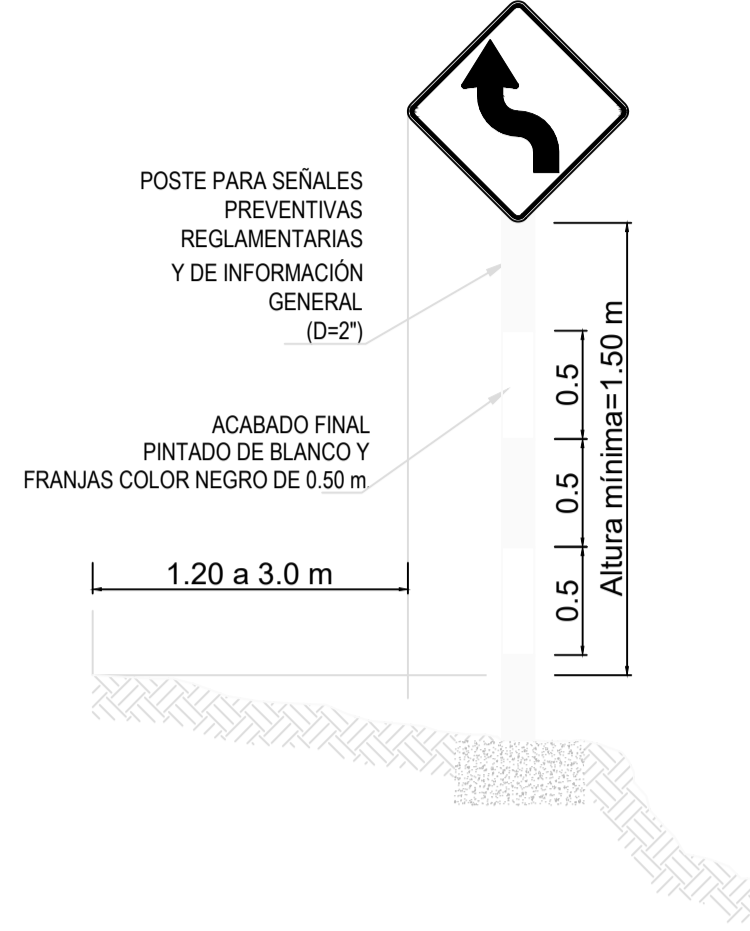 POSTE PARA SEÑALES
PREVENTIVAS
REGLAMENTARIAS
Y DE INFORMACIÓN
GENERAL
(D=2")
ACABADO FINAL
PINTADO DE BLANCO Y
FRANJAS COLOR NEGRO DE 0.50 m.
1.20 a 3.0 m
0.5
0.5
0.5
Altura mínima=1.50 m